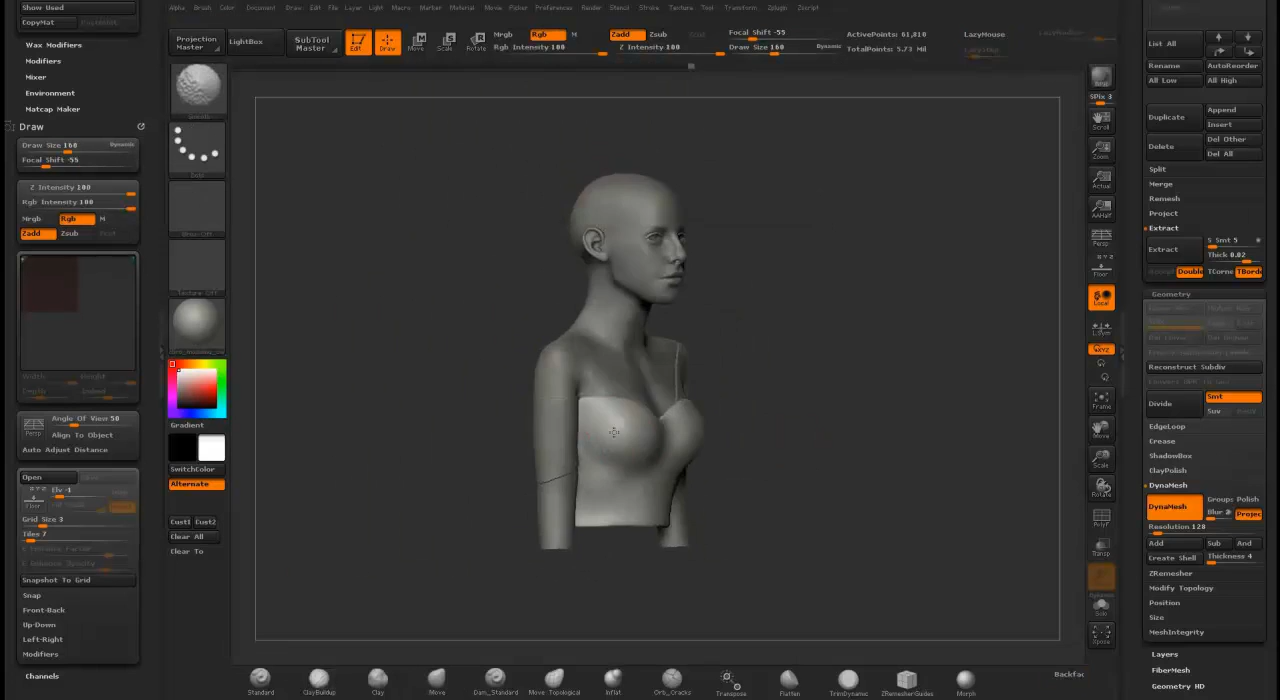 Alpha Brush Color Document Draw Edit File Layer Light Macro Marker Material Movie Picker Preferences Render Stencil Stroke Texture Tool Transform Zplugin Zscript
Show Used
CopyMat
Wax Modifiers
Modifiers
Mixer
Environment
Matcap Maker
Draw
Draw Size 160 Dynamic
Focal Shift -55
Z Intensity 100
Rgb Intensity 100
Mrgb Rgb M
Zadd Zsub
Angle Of View 50
Persp Align To Object
Auto Adjust Distance
Open
Elv -1
Floor
Grid Size 3
Tiles 7
Snapshot To Grid
Snap
Front-Back
Up-Down
Left-Right
Modifiers
Channels
Projection Master
LightBox
SubTool Master
Edit
Draw
Move
Scale
Rotate
Mrgb Rgb M
Rgb Intensity 100
Zadd Zsub
Z Intensity 100
Focal Shift -55
Draw Size 160 Dynamic
ActivePoints: 61,810
TotalPoints: 5.73 Mil
LazyMouse
Gradient
SwitchColor
Alternate
Cust1 Cust2
Clear All
Clear To
SPix 3
Scroll
Zoom
Actual
AAHalf
Persp
Floor
Local
L.Sym
Frame
Move
Scale
Rotate
PolyF
Transp
Solo
Xpose
List All
Rename AutoReorder
All Low All High
Duplicate
Append
Insert
Delete
Del Other
Del All
Split
Merge
Remesh
Project
Extract
Extract
S Smt 5
Thick 0.02
Double TCorne TBorde
Geometry
Reconstruct Subdiv
Divide
Smt
Suv
EdgeLoop
Crease
ShadowBox
ClayPolish
DynaMesh
DynaMesh
Groups Polish
Blur 2 Projec
Resolution 128
Add Sub And
Create Shell Thickness 4
ZRemesher
Modify Topology
Position
Size
MeshIntegrity
Layers
FiberMesh
Geometry HD
Standard
ClayBuildup
Clay
Move
Dam_Standard
Move Topological
Inflat
Orb_Cracks
Transpose
Flatten
TrimDynamic
ZRemesherGuides
Morph
Backfac